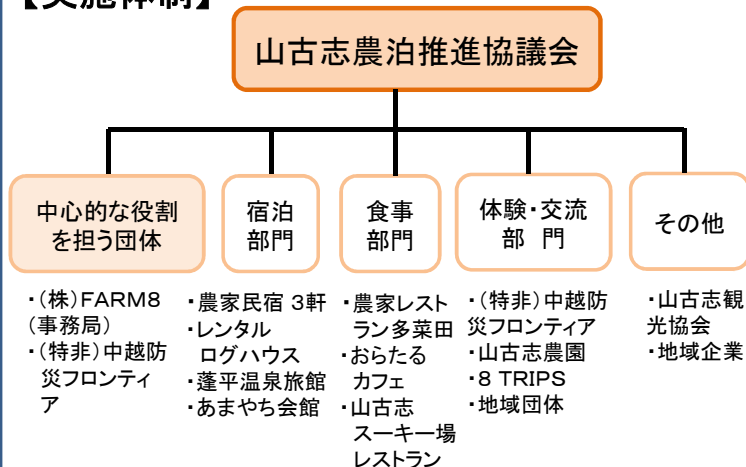 【実施体制】
山古志農泊推進協議会
中心的な役割
を担う団体
・(株)FARM8
(事務局)
・(特非)中越防
災フロンティ
ア
宿泊
部門
・農家民宿 3軒
・レンタル
ログハウス
・蓬平温泉旅館
・あまやち会館
食事
部門
・農家レスト
ラン多菜田
・おらたる
カフェ
・山古志
スーキー場
レストラン
体験・交流
部 門
・(特非)中越防
災フロンティア
・山古志農園
・8 TRIPS
・地域団体
その他
・山古志観
光協会
・地域企業